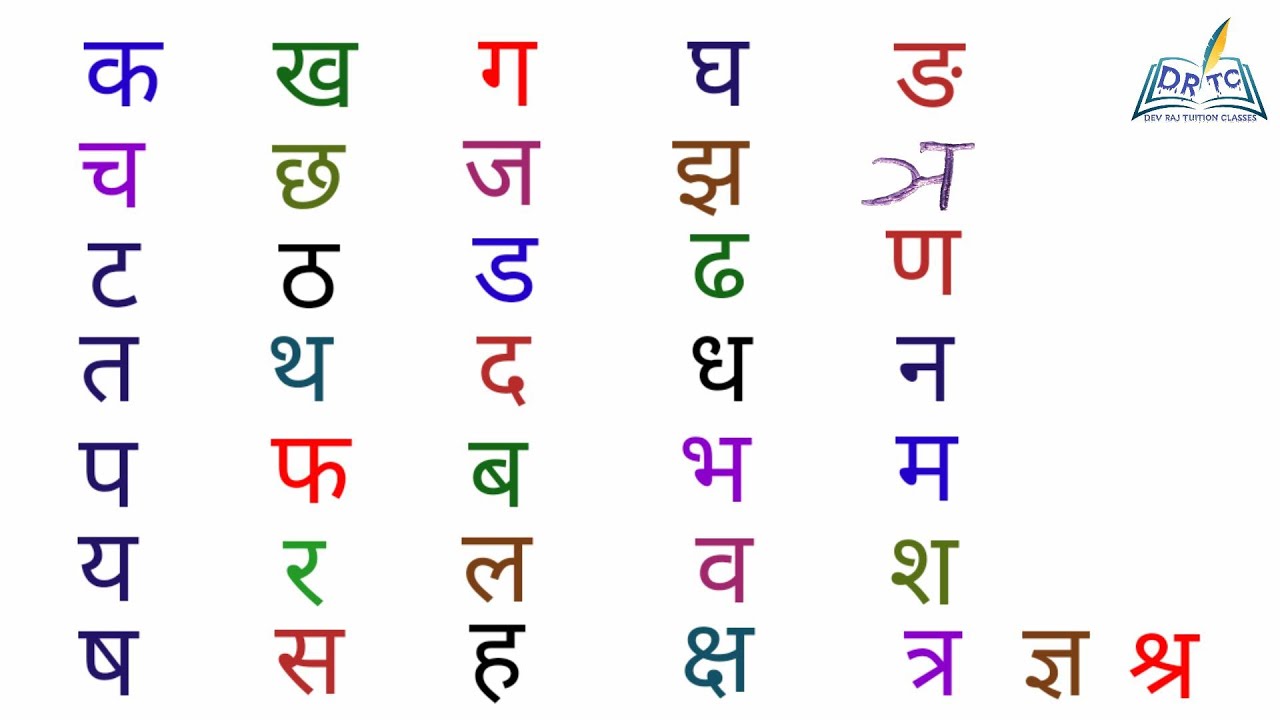 क ख ग घ ङ
DRTC
DEV RAJ TUITION CLASSES
च छ ज झ ञ
ट ठ ड ढ ण
त थ द ध न
प फ ब भ म
य र ल व श
ष स ह क्ष त्र ज्ञ श्र